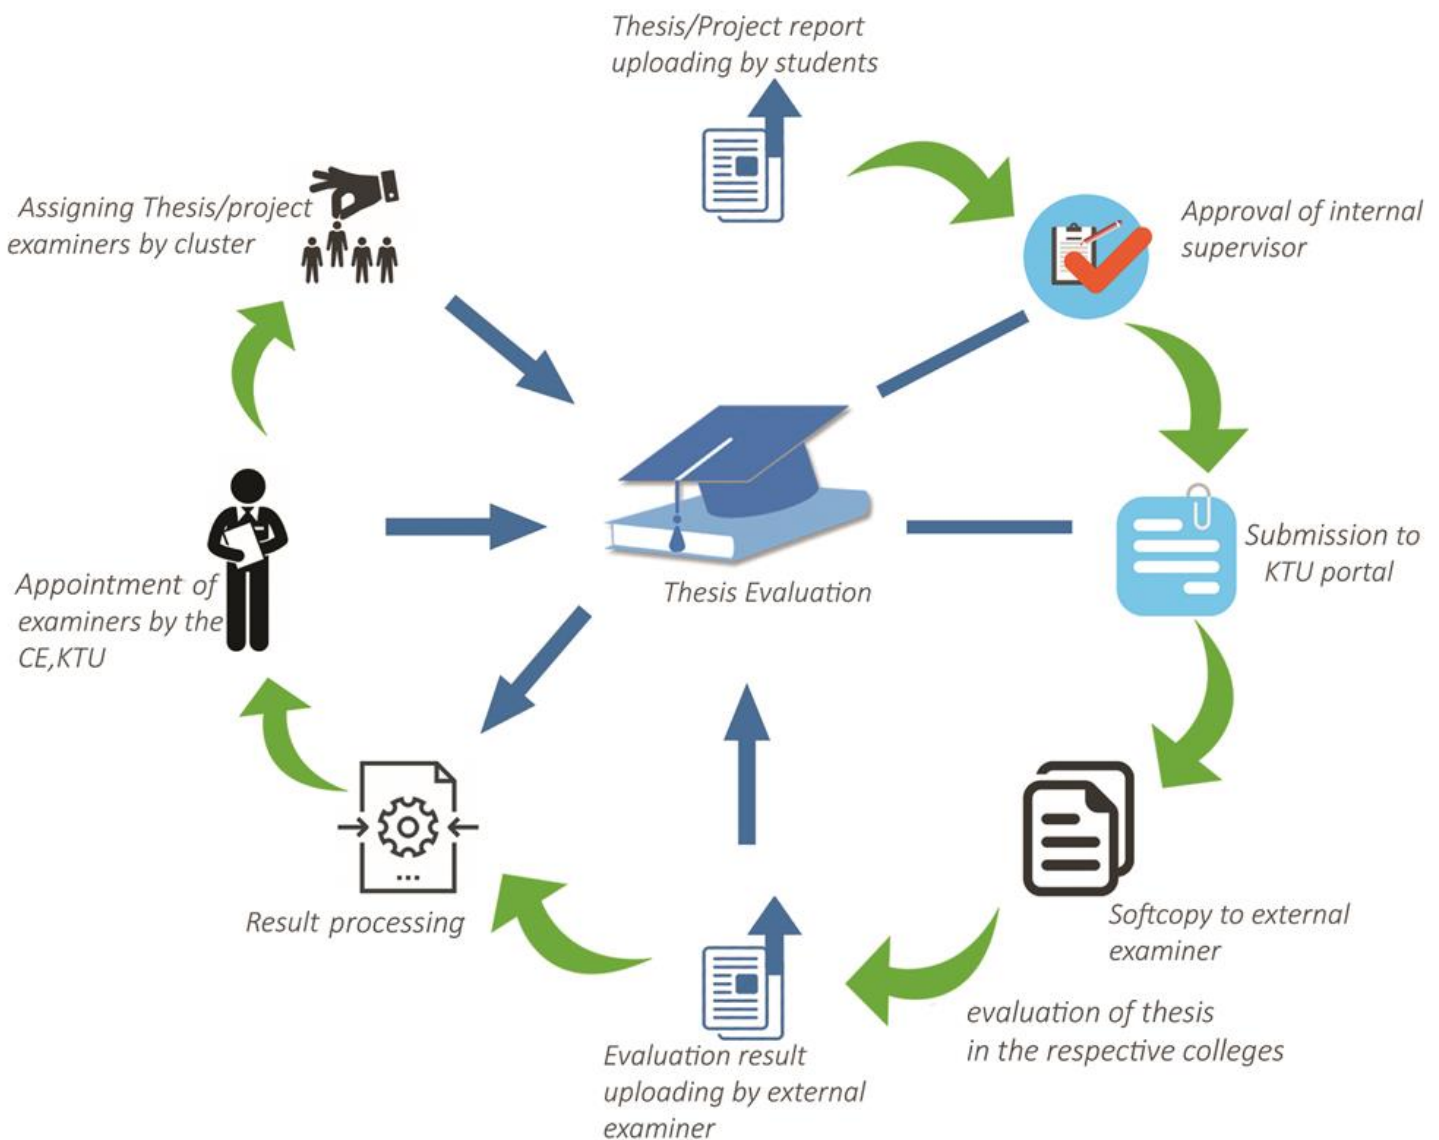 Thesis/Project report
uploading by students
Approval of internal
supervisor
Assigning Thesis/project
examiners by cluster
Submission to
KTU portal
Thesis Evaluation
Appointment of
examiners by the
CE,KTU
Softcopy to external
examiner
Result processing
evaluation of thesis
in the respective colleges
Evaluation result
uploading by external
examiner